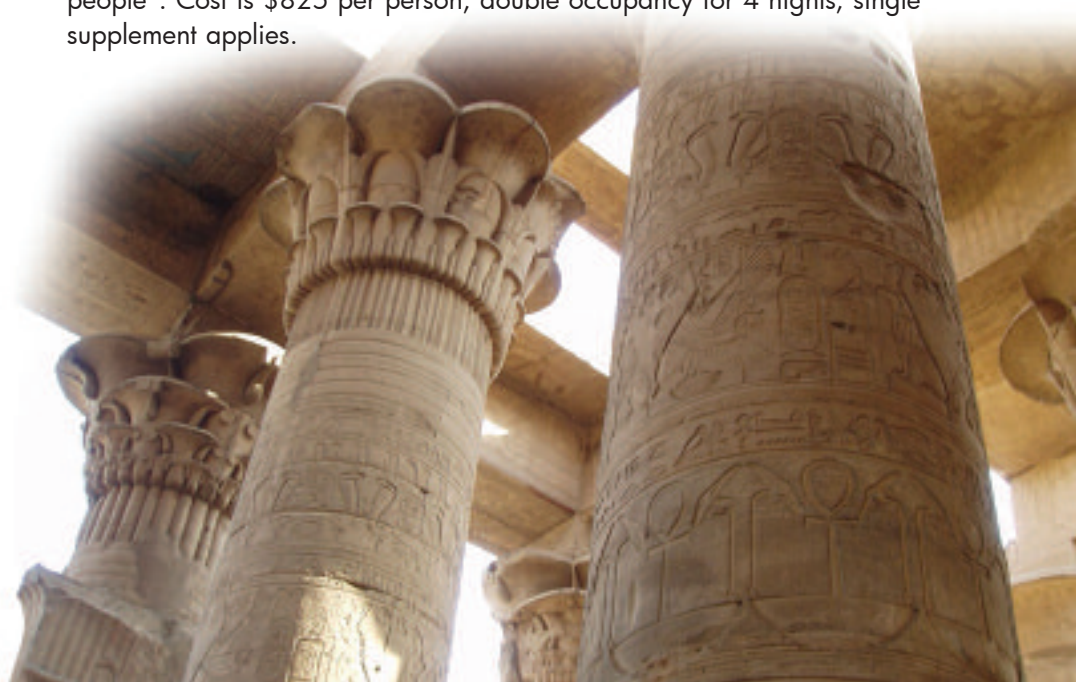 people". Cost is $825 per person, double occupancy for 4 nights, single
supplement applies.